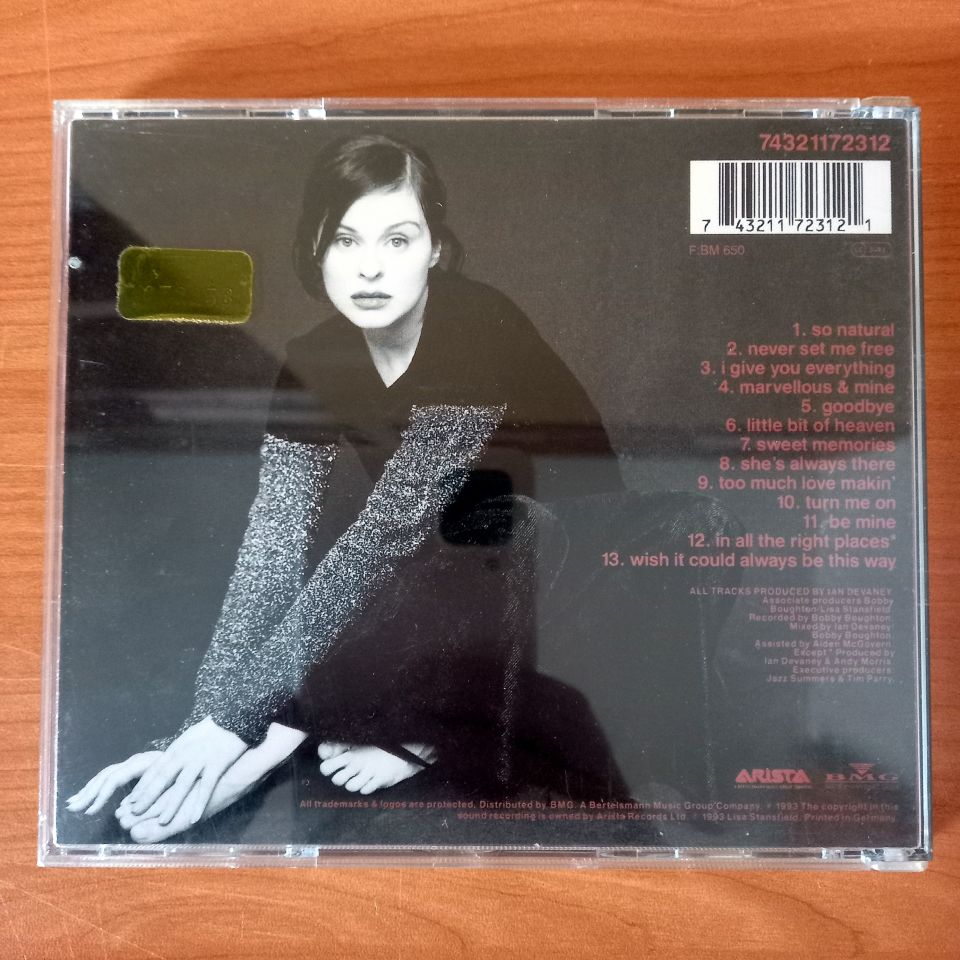 74321172312
7 43211 72312 1
F:BM 650
1. so natural
2. never set me free
3. i give you everything
4. marvellous & mine
5. goodbye
6. little bit of heaven
7. sweet memories
8. she's always there
9. too much love makin'
10. turn me on
11. be mine
12. in all the right places*
13. wish it could always be this way
ALL TRACKS PRODUCED BY IAN DEVANEY
Associate producers Bobby
Boughton/Lisa Stansfield.
Recorded by Bobby Boughton.
Mixed by Ian Devaney/
Bobby Boughton.
Assisted by Aiden McGovern.
Except * Produced by
Ian Devaney & Andy Morris.
Executive producers:
Jazz Summers & Tim Parry.
ARISTA BMG
All trademarks & logos are protected. Distributed by BMG. A Bertelsmann Music Group Company. ℗ 1993 The copyright in this
sound recording is owned by Arista Records Ltd. © 1993 Lisa Stansfield. Printed in Germany